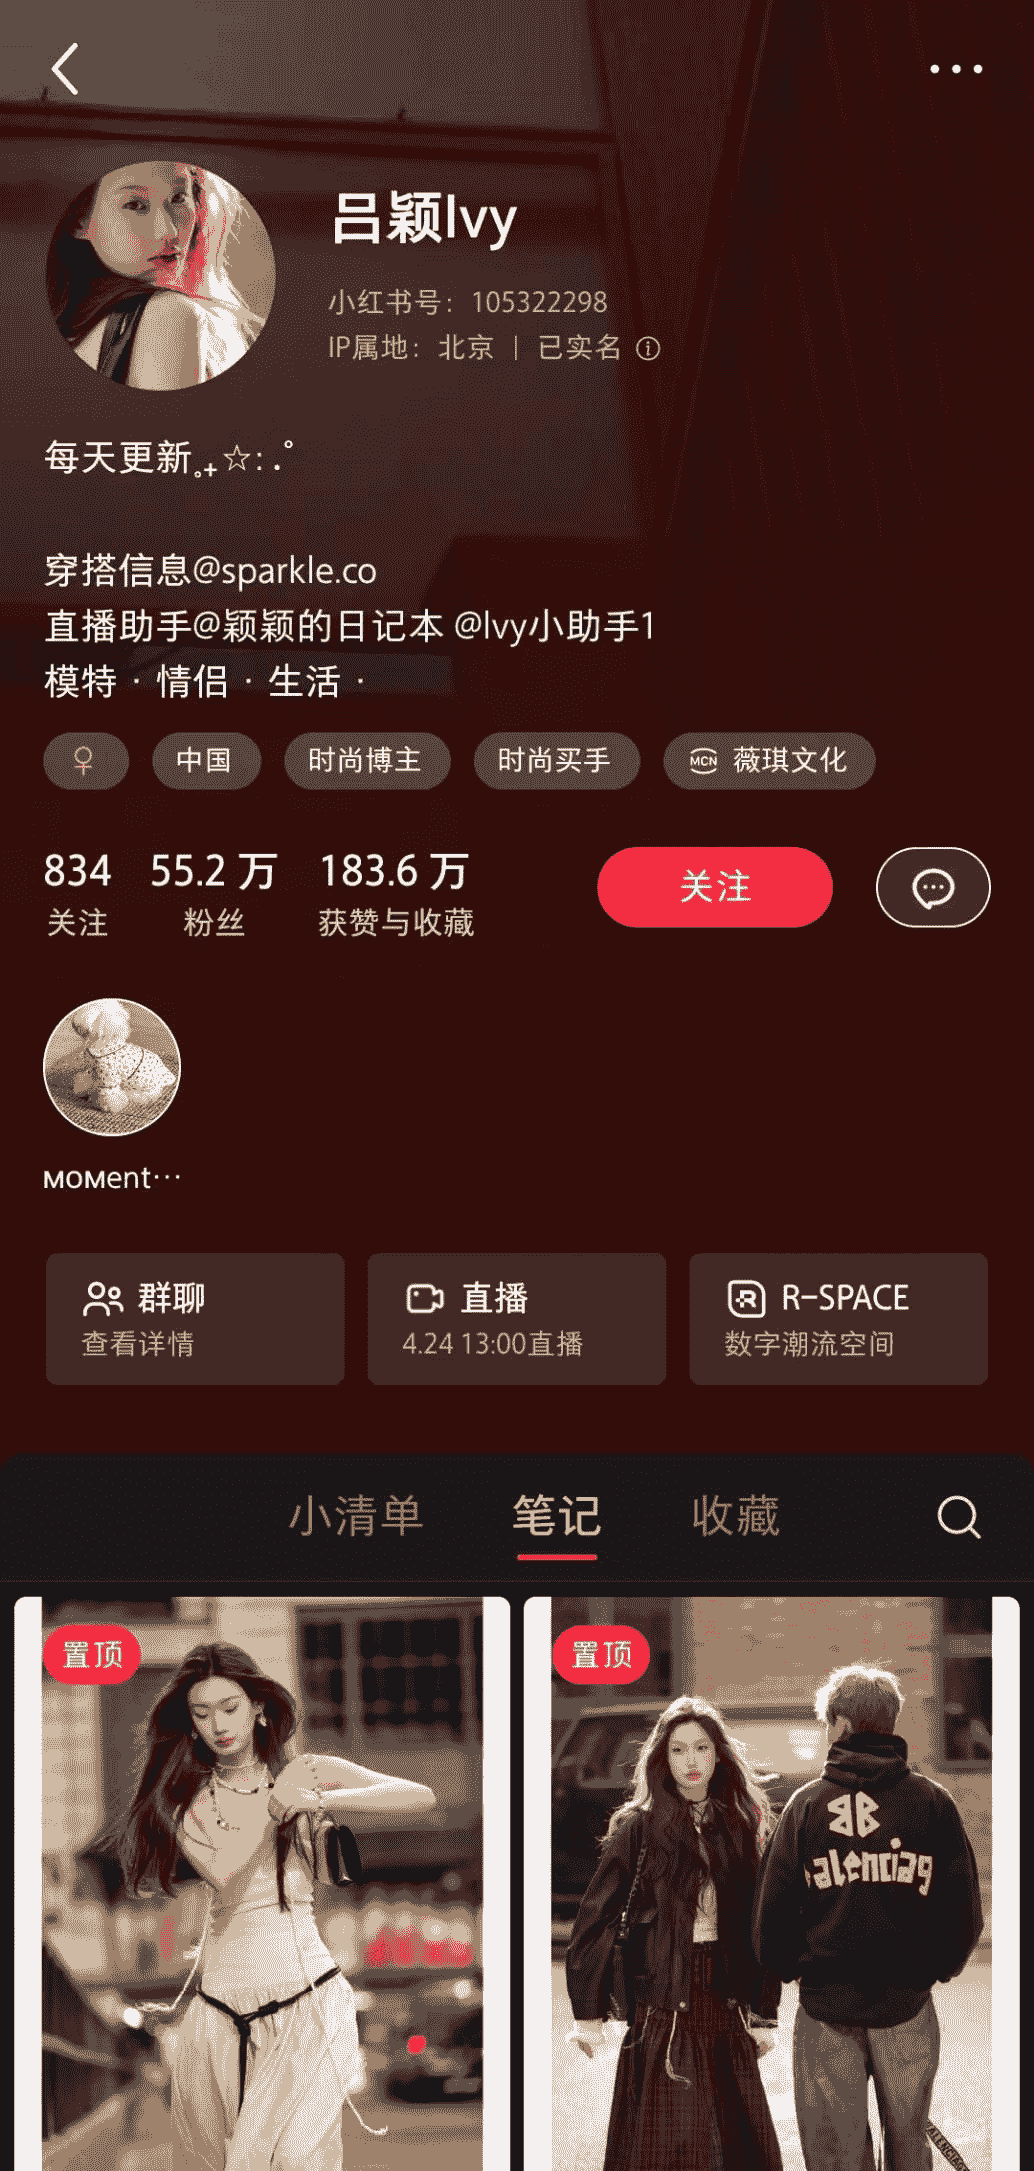 吕颖Ivy
小红书号：105322298
IP属地：北京 | 已实名
每天更新｡₊☆: .˚
穿搭信息@sparkle.co
直播助手@颖颖的日记本 @Ivy小助手1
模特 · 情侣 · 生活 ·
♀ 中国 时尚博主 时尚买手 MCN 薇琪文化
834 55.2 万 183.6 万
关注 粉丝 获赞与收藏
关注
ᴍᴏᴍent···
群聊 直播 R-SPACE
查看详情 4.24 13:00直播 数字潮流空间
小清单 笔记 收藏
置顶 置顶
BB
alenciag